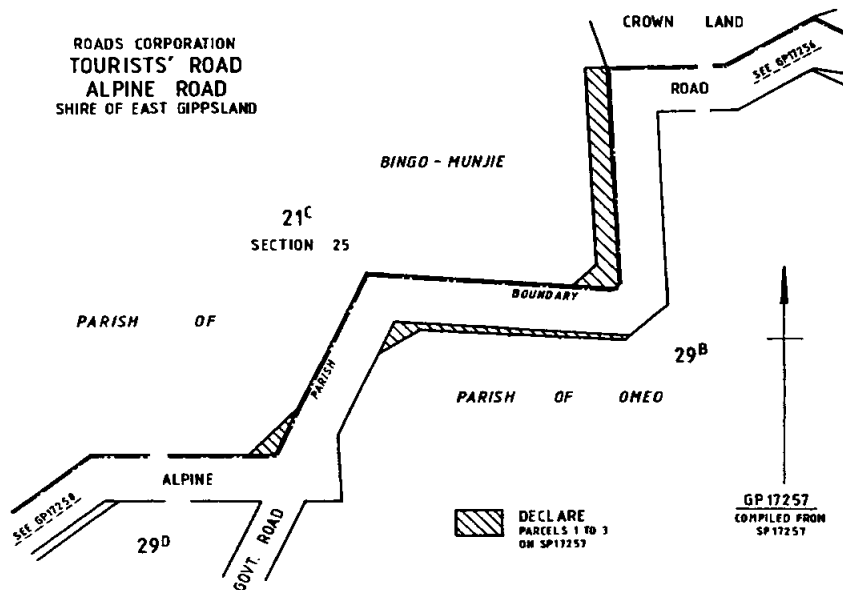 ROADS CORPORATION
TOURISTS' ROAD
ALPINE ROAD
SHIRE OF EAST GIPPSLAND
CROWN LAND
SEE GP17256
ROAD
BINGO - MUNJIE
21C
SECTION 25
BOUNDARY
PARISH OF
PARISH
29B
PARISH OF OMEO
ALPINE
SEE GP17258
29D
GOVT. ROAD
DECLARE
PARCELS 1 TO 3
ON SP17257
GP17257
COMPILED FROM
SP17257